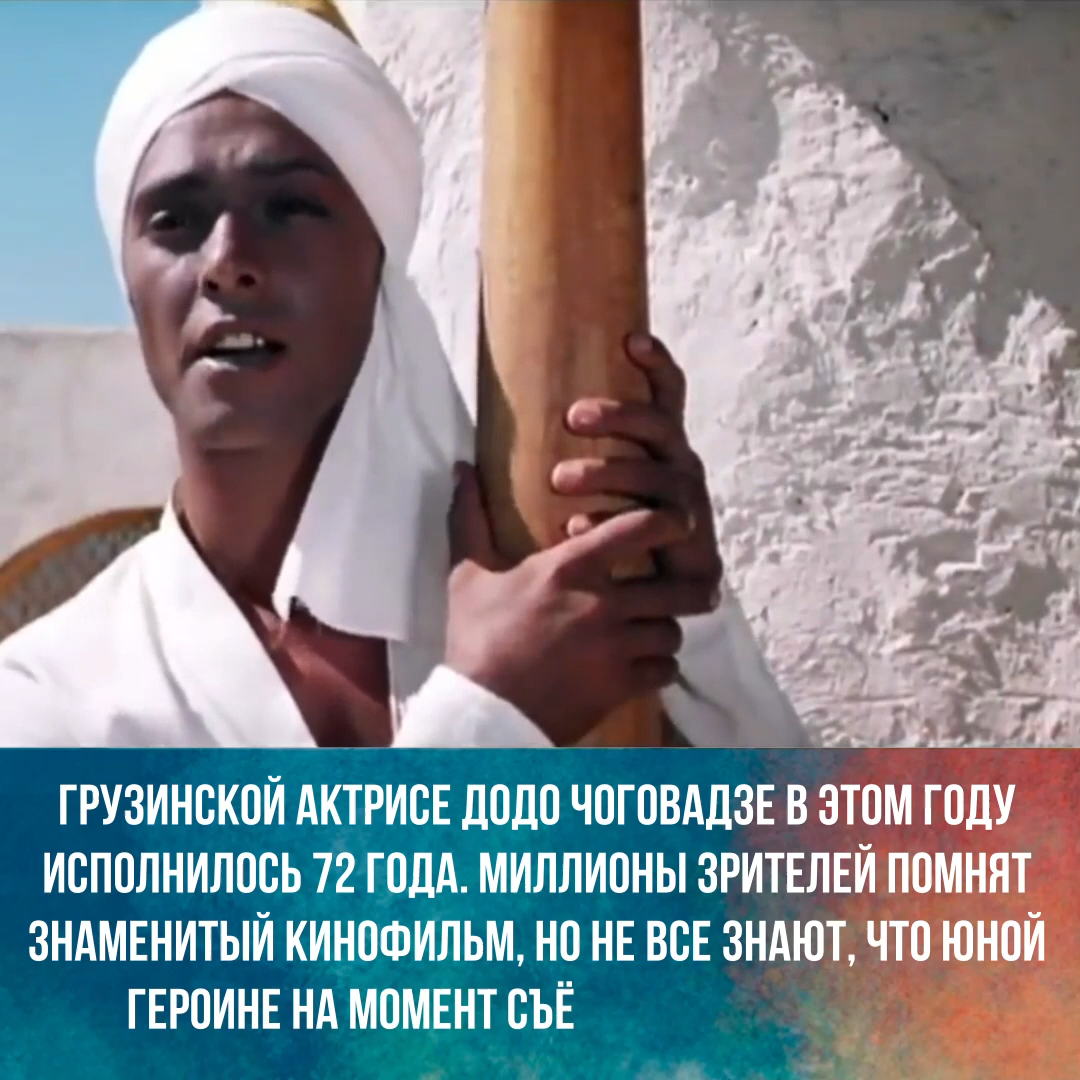 ГРУЗИНСКОЙ АКТРИСЕ ДОДО ЧОГОВАДЗЕ В ЭТОМ ГОДУ
ИСПОЛНИЛОСЬ 72 ГОДА. МИЛЛИОНЫ ЗРИТЕЛЕЙ ПОМНЯТ
ЗНАМЕНИТЫЙ КИНОФИЛЬМ, НО НЕ ВСЕ ЗНАЮТ, ЧТО ЮНОЙ
ГЕРОИНЕ НА МОМЕНТ СЪЁ